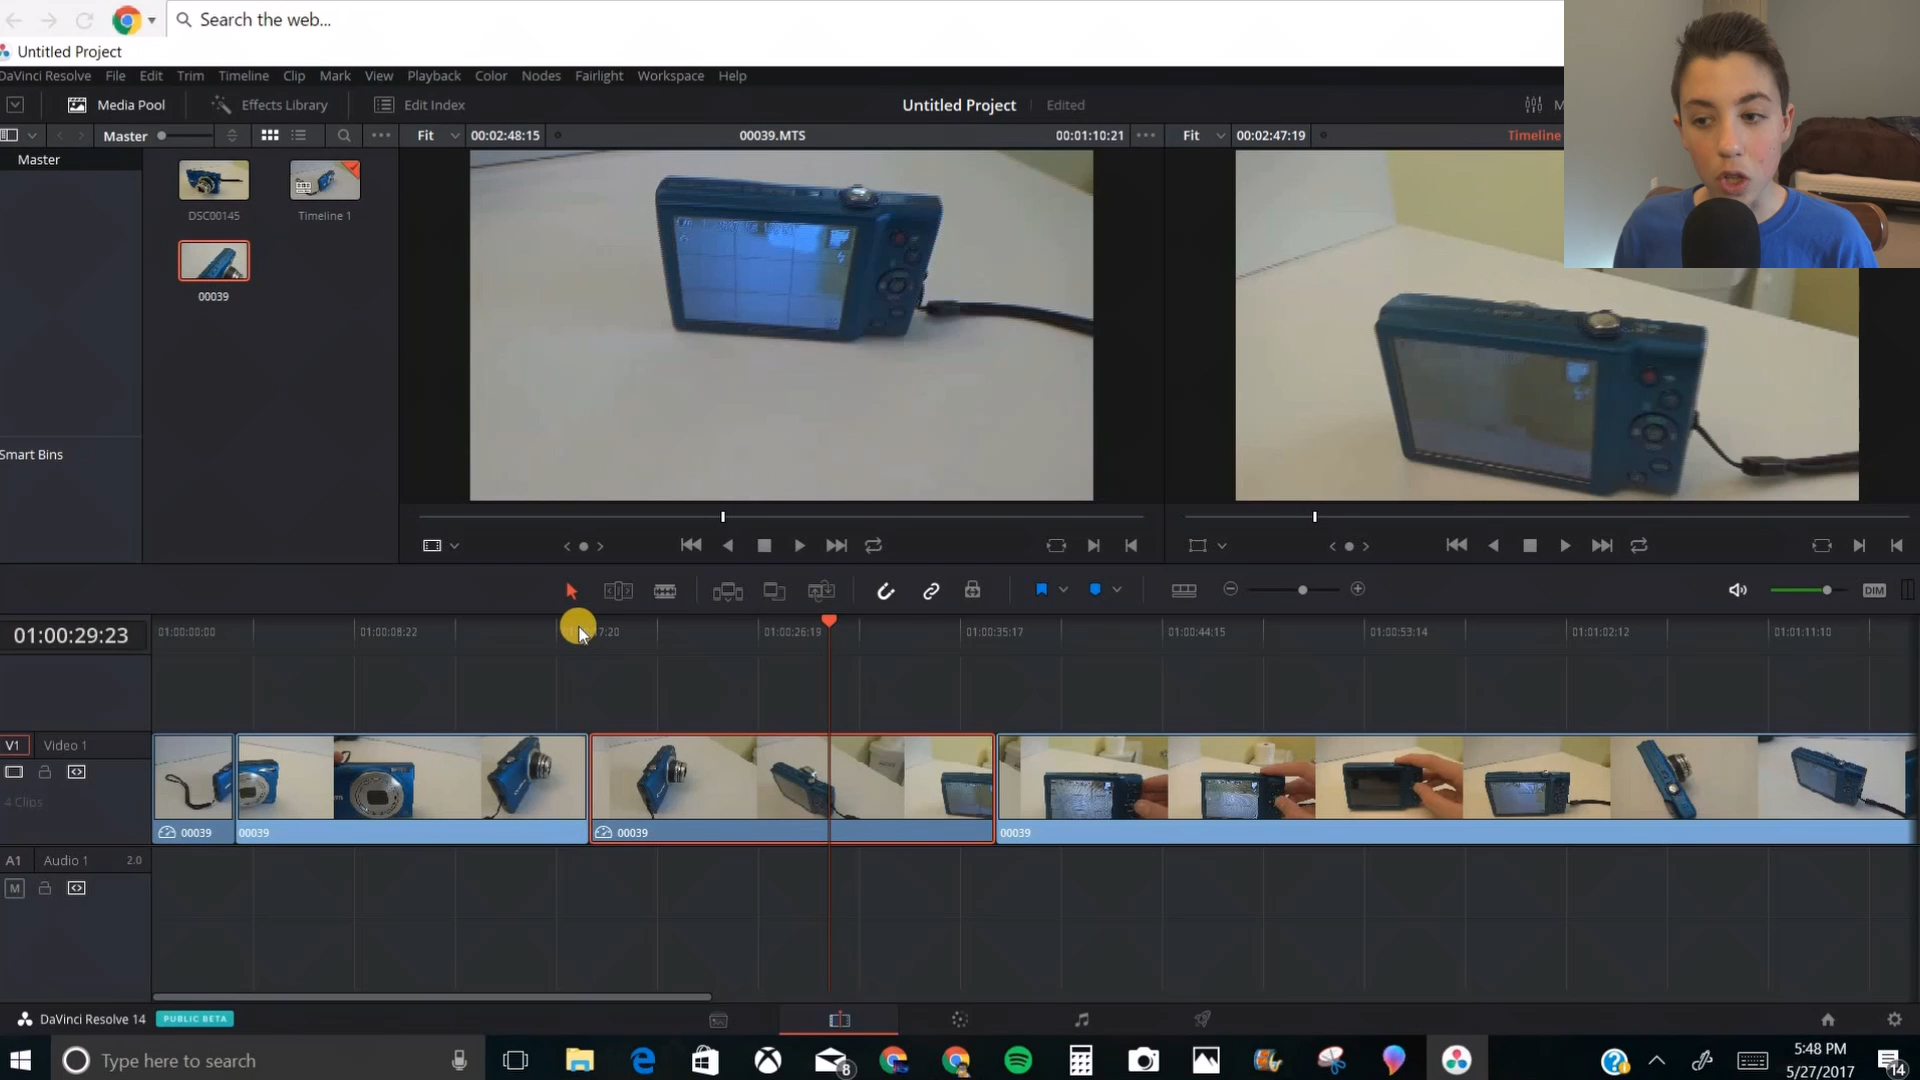 Search the web...
Untitled Project
DaVinci Resolve File Edit Trim Timeline Clip Mark View Playback Color Nodes Fairlight Workspace Help
Media Pool Effects Library Edit Index Untitled Project Edited
Master Fit 00:02:48:15 00039.MTS 00:01:10:21 Fit 00:02:47:19 Timeline
Master
DSC00145 Timeline 1
00039
Smart Bins
DIM
01:00:29:23 01:00:00:00 01:00:08:22 7:20 01:00:26:19 01:00:35:17 01:00:44:15 01:00:53:14 01:01:02:12 01:01:11:10
V1 Video 1
4 Clips
00039 00039 00039 00039
A1 Audio 1 2.0
M
DaVinci Resolve 14 PUBLIC BETA
Type here to search 8 5:48 PM
5/27/2017 14